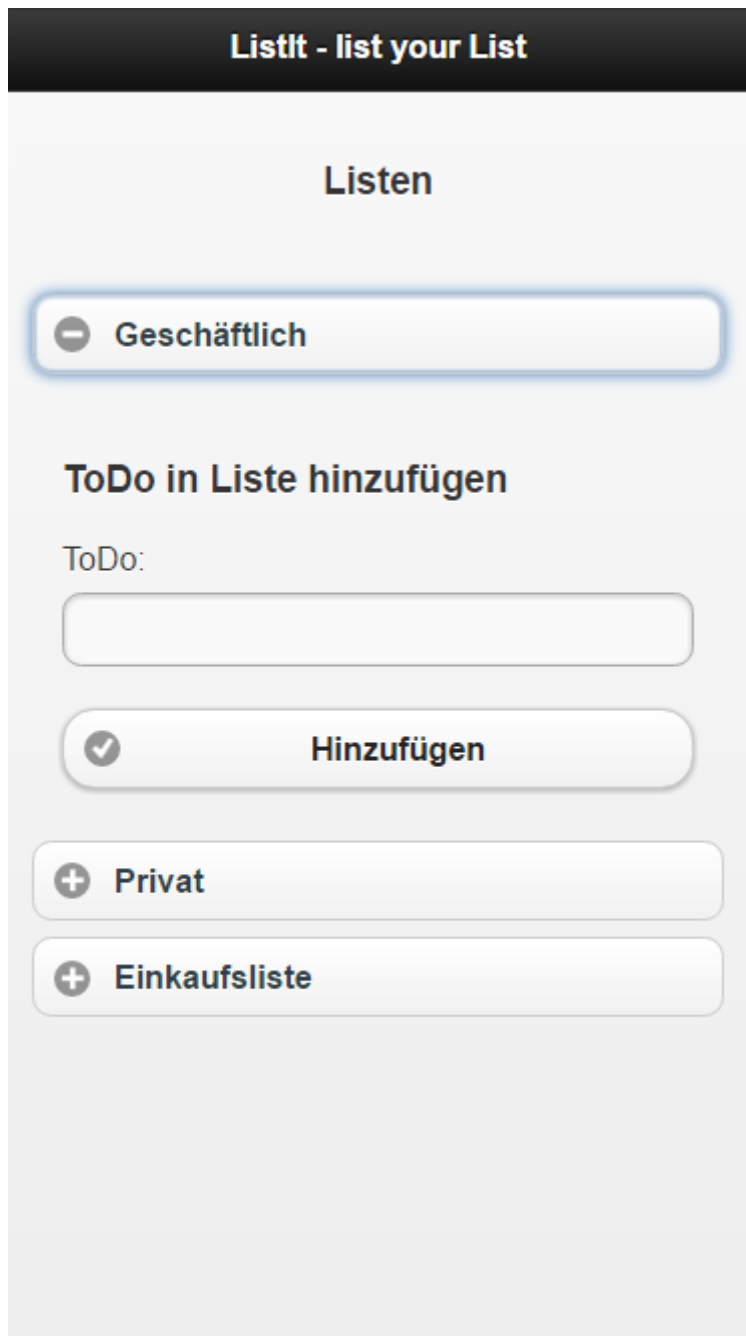 ListIt - list your List
Listen
Geschäftlich
ToDo in Liste hinzufügen
ToDo:
Hinzufügen
Privat
Einkaufsliste